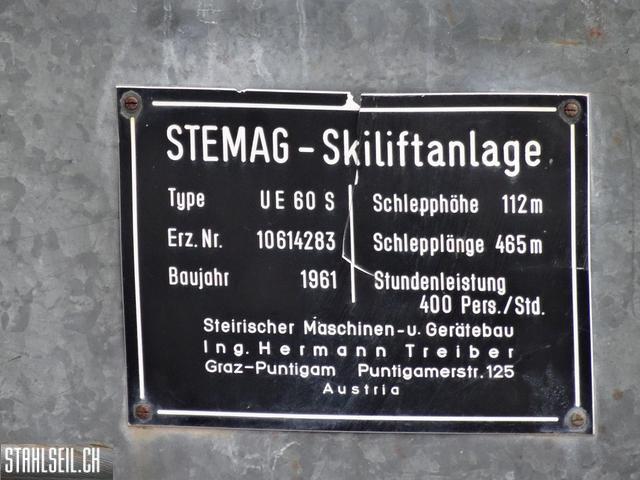 STEMAG - Skiliftanlage
Type UE 60 S
Schlepphöhe 112 m
Erz. Nr. 10614283
Schlepplänge 465 m
Baujahr 1961
Stundenleistung
400 Pers./Std.
Steirischer Maschinen-u. Gerätebau
Ing. Hermann Treiber
Graz-Puntigam Puntigamerstr. 125
Austria
STAHLSEIL.CH